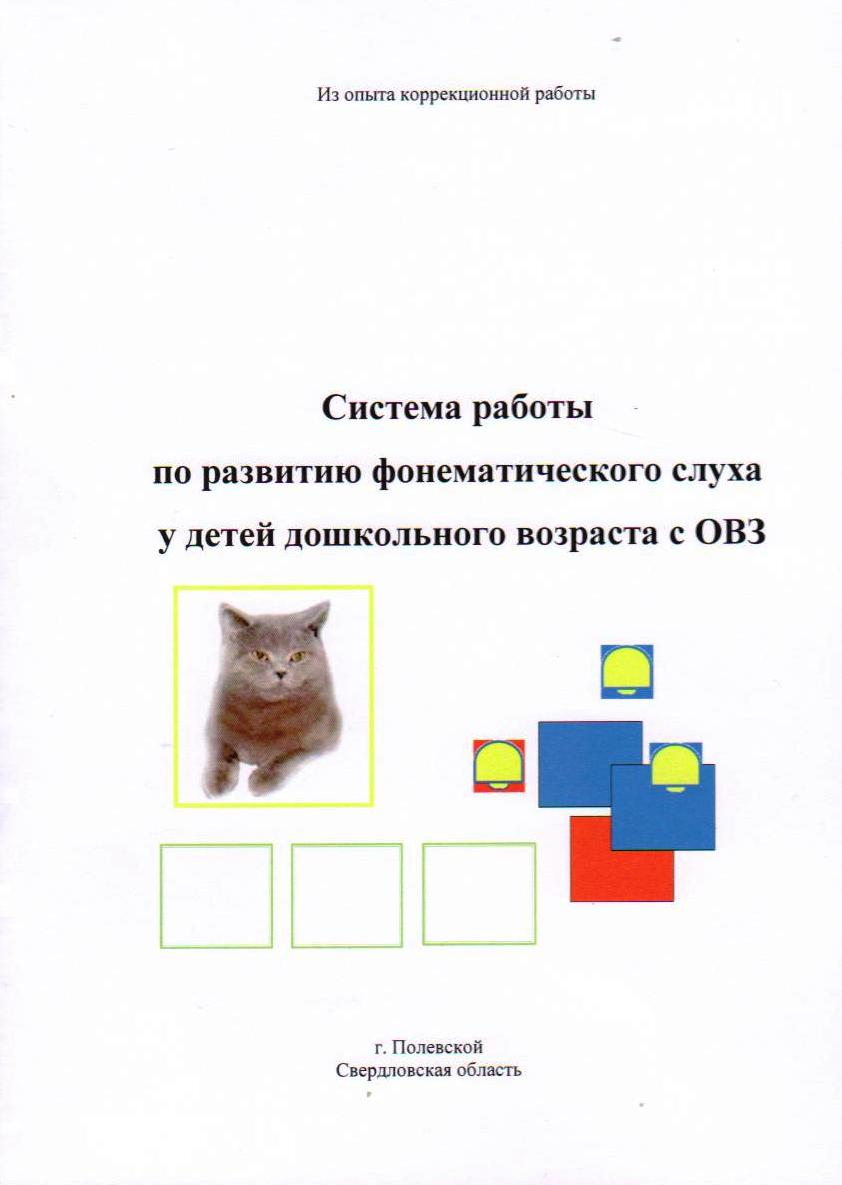 Из опыта коррекционной работы
Система работы
по развитию фонематического слуха
у детей дошкольного возраста с ОВЗ
г. Полевской
Свердловская область